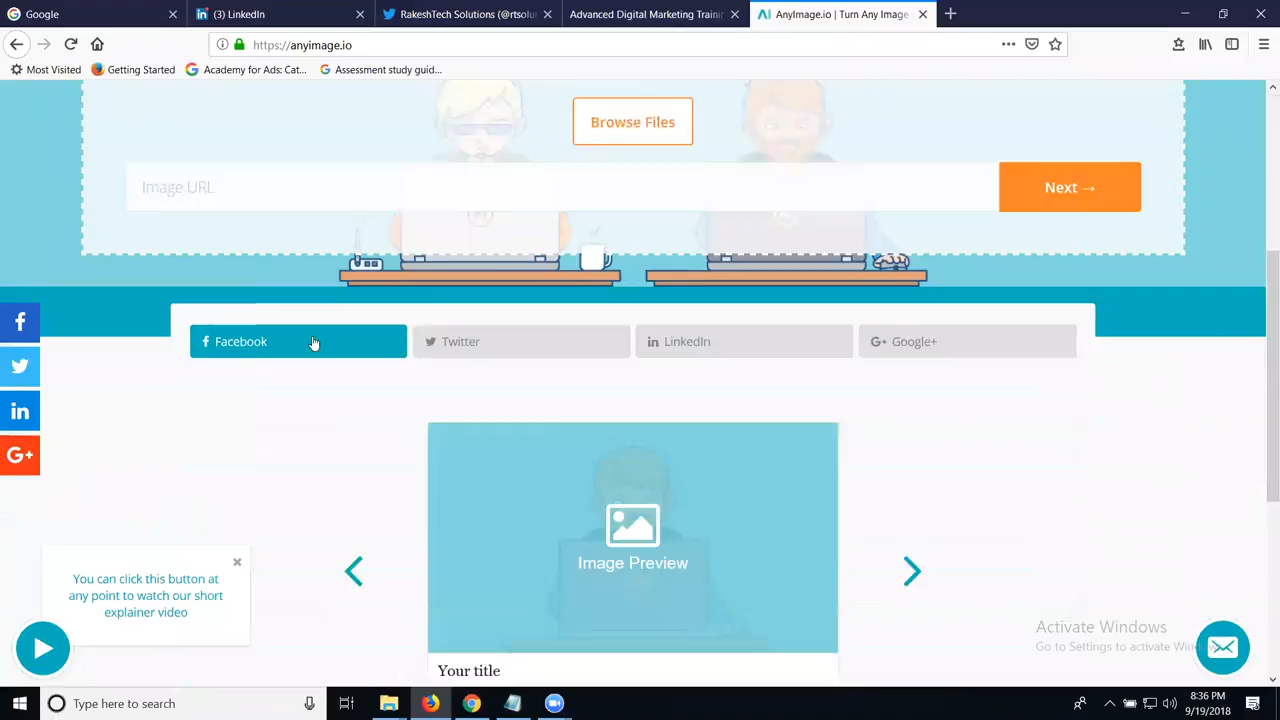 Google
(3) LinkedIn
RakeshTech Solutions (@rtsolu
Advanced Digital Marketing Trainin
AI AnyImage.io | Turn Any Image
https://anyimage.io
Most Visited
Getting Started
Academy for Ads: Cat...
Assessment study guid...
Browse Files
Image URL
Next →
Facebook
Twitter
LinkedIn
G+ Google+
G+
Image Preview
You can click this button at
any point to watch our short
explainer video
Your title
Activate Windows
Go to Settings to activate Win
Type here to search
8:36 PM
9/19/2018